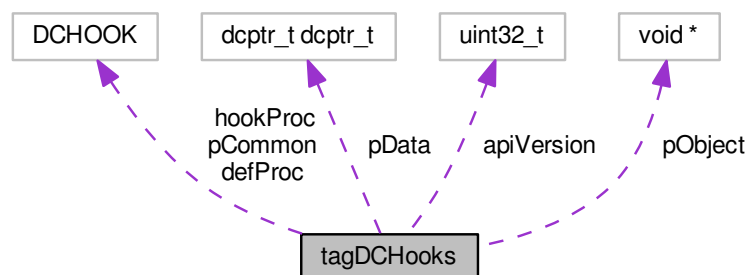 DCHOOK
dcptr_t dcptr_t
uint32_t
void *
hookProc
pCommon
defProc
pData
apiVersion
pObject
tagDCHooks